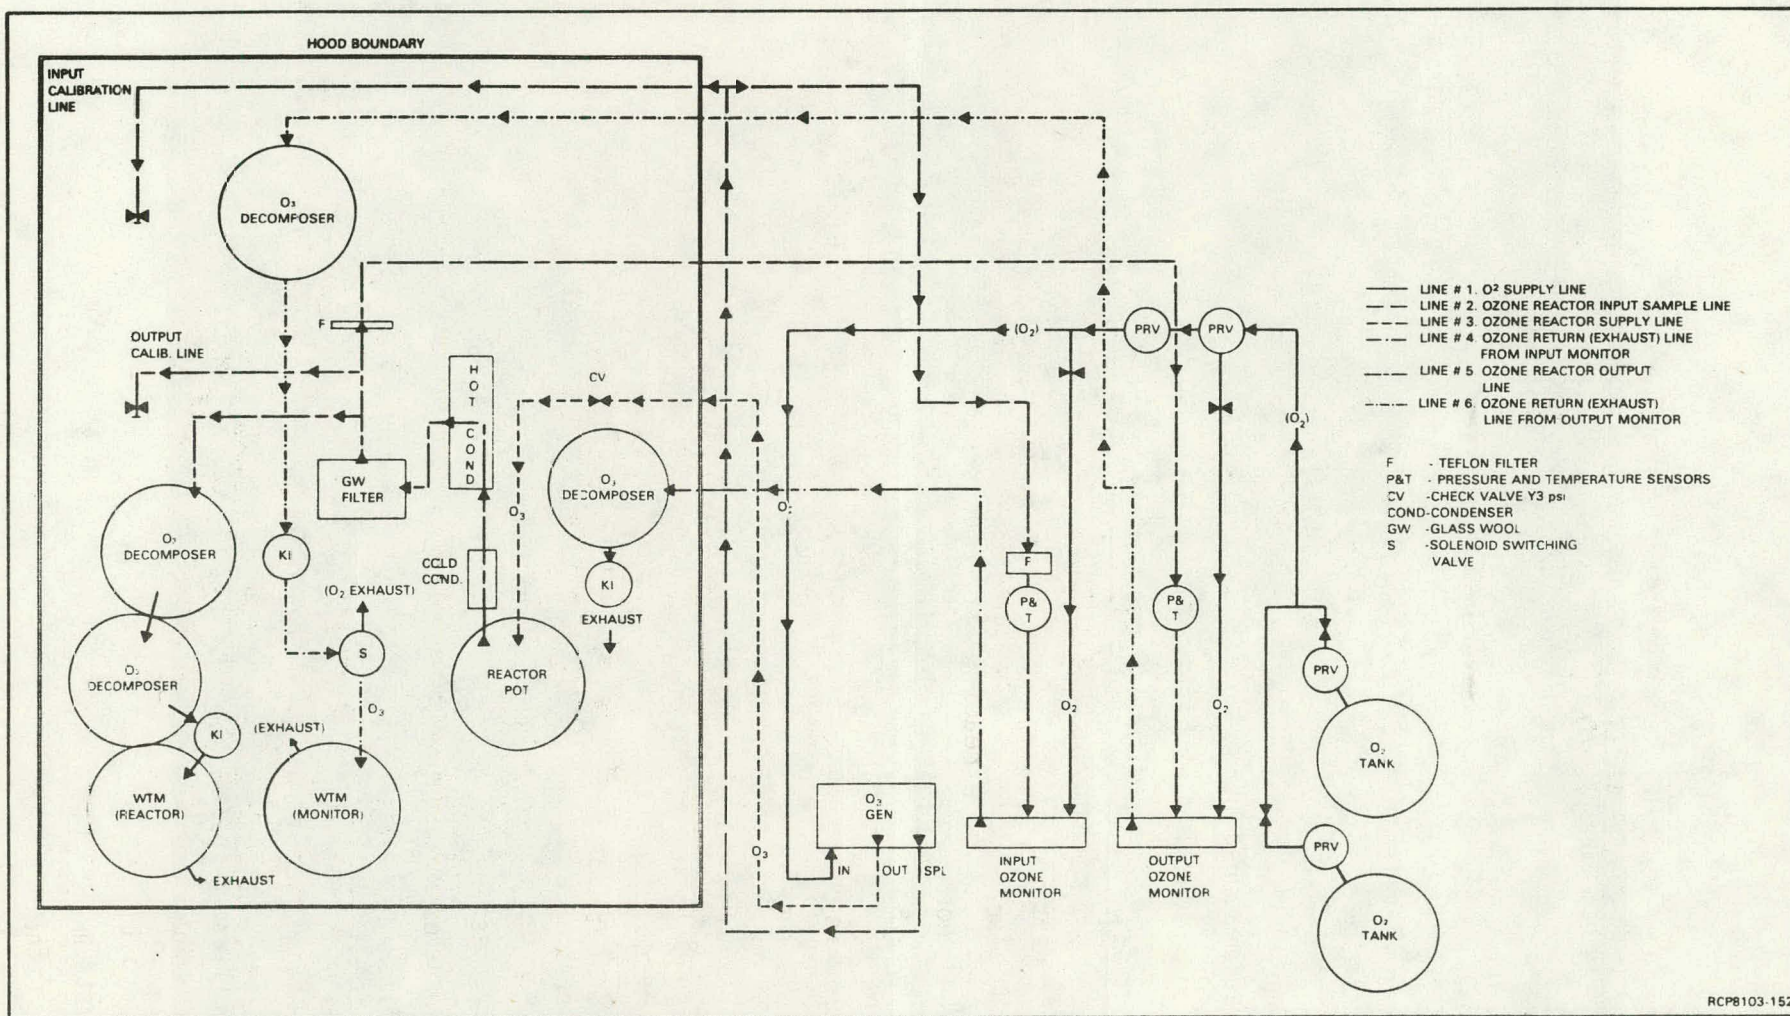 HOOD BOUNDARY
INPUT
CALIBRATION
LINE
O₃
DECOMPOSER
F
OUTPUT
CALIB. LINE
HOT COND
CV
GW
FILTER
O₃
O₃
DECOMPOSER
O₃
DECOMPOSER
KI
COLD
COND.
KI
EXHAUST
(O₂ EXHAUST)
S
REACTOR
POT
O₃
DECOMPOSER
O₃
KI
(EXHAUST)
WTM
(REACTOR)
WTM
(MONITOR)
EXHAUST
(O₂)
PRV
PRV
(O₂)
O₂
F
P&
T
P&
T
O₂
O₂
PRV
O₂
TANK
O₃
GEN
O₃
IN
OUT
SPL
INPUT
OZONE
MONITOR
OUTPUT
OZONE
MONITOR
PRV
O₂
TANK
LINE # 1. O² SUPPLY LINE
LINE # 2. OZONE REACTOR INPUT SAMPLE LINE
LINE # 3. OZONE REACTOR SUPPLY LINE
LINE # 4. OZONE RETURN (EXHAUST) LINE
FROM INPUT MONITOR
LINE # 5. OZONE REACTOR OUTPUT
LINE
LINE # 6. OZONE RETURN (EXHAUST)
LINE FROM OUTPUT MONITOR
F - TEFLON FILTER
P&T - PRESSURE AND TEMPERATURE SENSORS
CV -CHECK VALVE Y3 psi
COND-CONDENSER
GW -GLASS WOOL
S -SOLENOID SWITCHING
VALVE
RCP8103-152